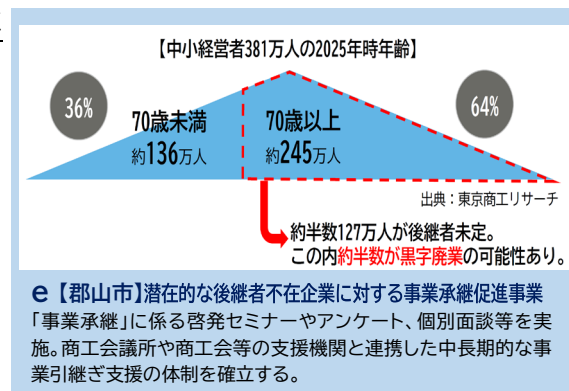 【中小経営者381万人の2025年時年齢】
36%
70歳未満
約136万人
70歳以上
約245万人
64%
出典：東京商工リサーチ
約半数127万人が後継者未定。
この内約半数が黒字廃業の可能性あり。
e【郡山市】潜在的な後継者不在企業に対する事業承継促進事業
「事業承継」に係る啓発セミナーやアンケート、個別面談等を実
施。商工会議所や商工会等の支援機関と連携した中長期的な事
業引継ぎ支援の体制を確立する。